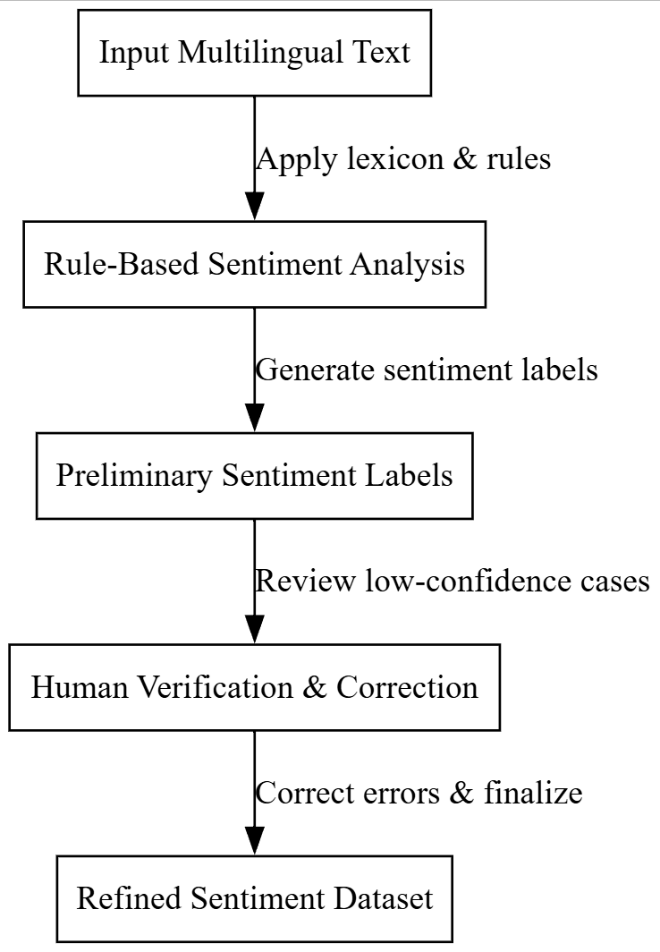 Input Multilingual Text
Apply lexicon & rules
Rule-Based Sentiment Analysis
Generate sentiment labels
Preliminary Sentiment Labels
Review low-confidence cases
Human Verification & Correction
Correct errors & finalize
Refined Sentiment Dataset